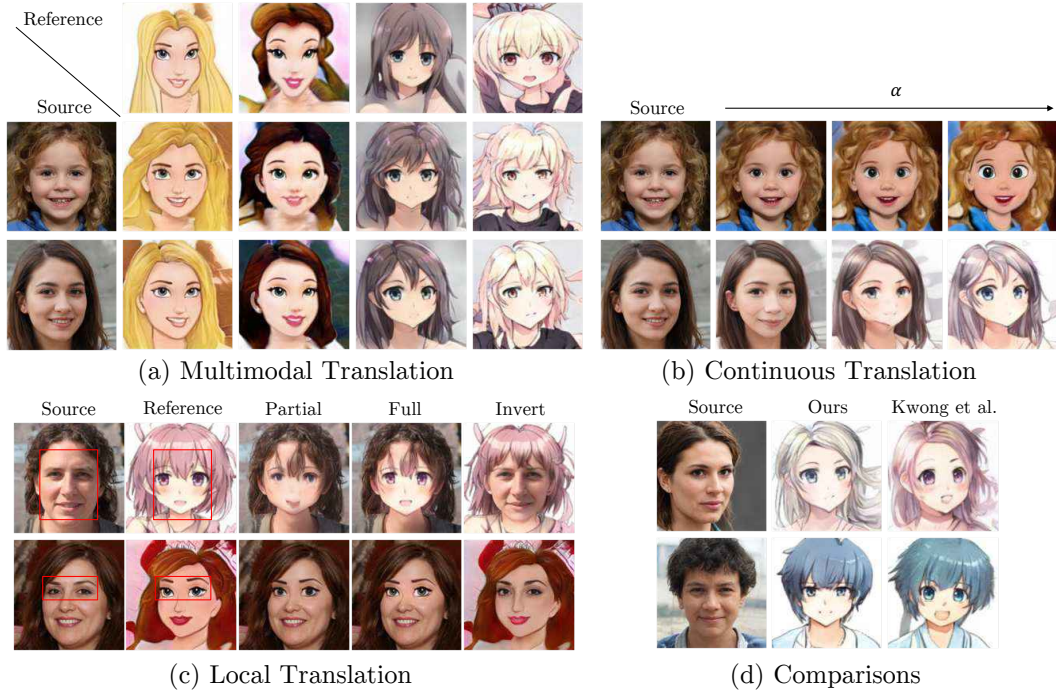 Reference
Source
(a) Multimodal Translation
Source
α
(b) Continuous Translation
Source Reference Partial Full Invert
(c) Local Translation
Source Ours Kwong et al.
(d) Comparisons